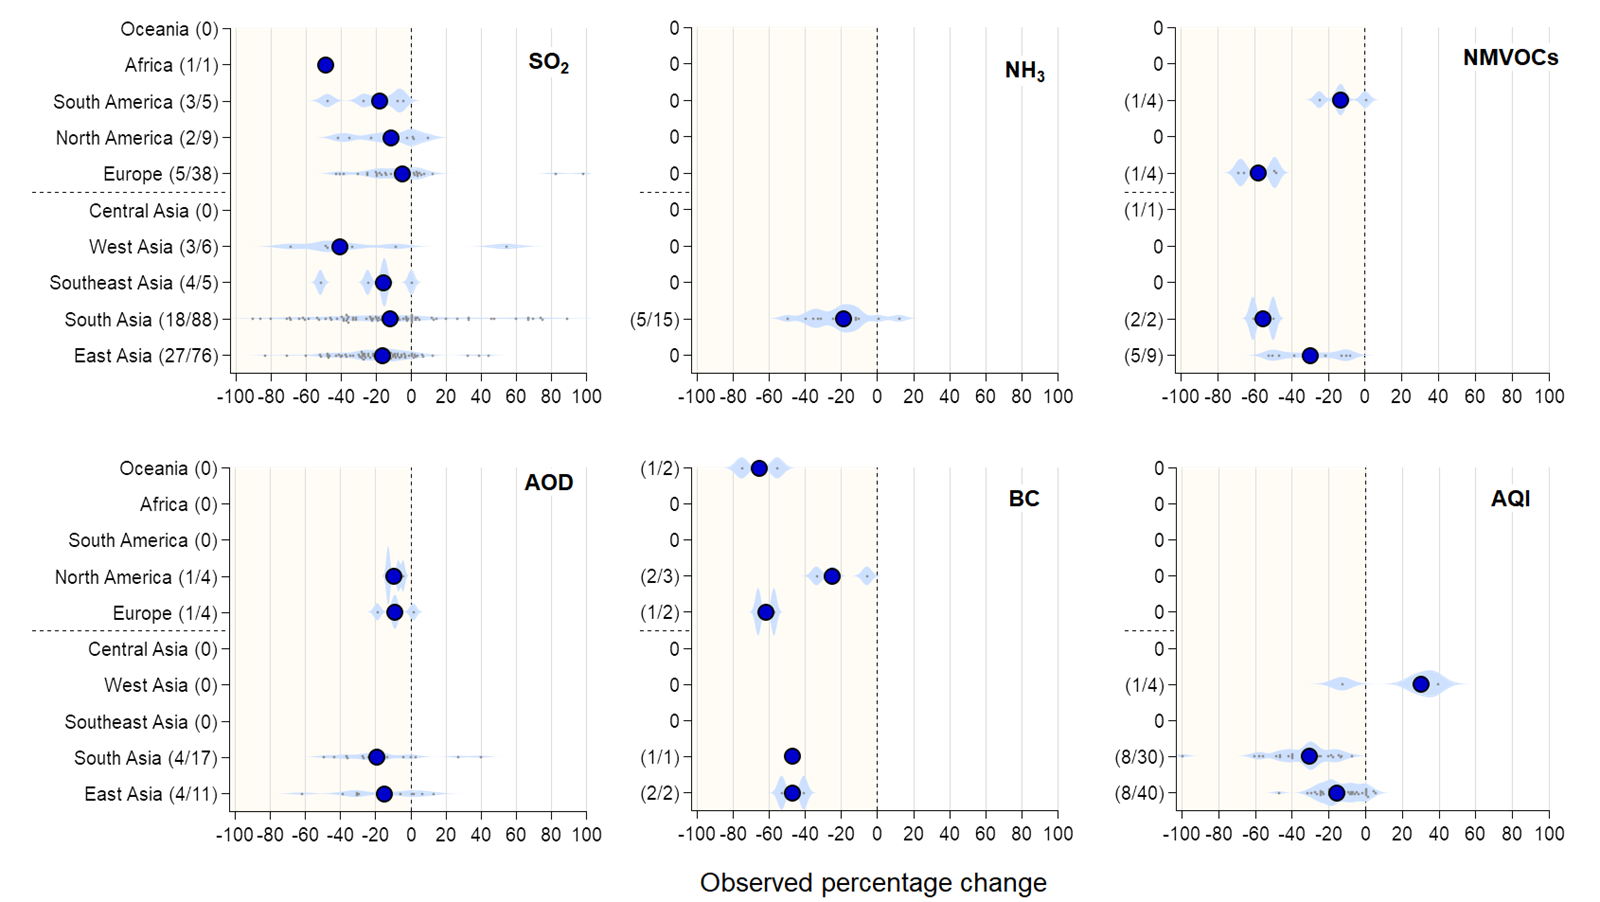 SO2
Oceania (0)
Africa (1/1)
South America (3/5)
North America (2/9)
Europe (5/38)
Central Asia (0)
West Asia (3/6)
Southeast Asia (4/5)
South Asia (18/88)
East Asia (27/76)
-100 -80 -60 -40 -20 0 20 40 60 80 100
NH3
0
0
0
0
0
0
0
0
(5/15)
0
-100 -80 -60 -40 -20 0 20 40 60 80 100
NMVOCs
0
0
(1/4)
0
(1/4)
(1/1)
0
0
(2/2)
(5/9)
-100 -80 -60 -40 -20 0 20 40 60 80 100
AOD
Oceania (0)
Africa (0)
South America (0)
North America (1/4)
Europe (1/4)
Central Asia (0)
West Asia (0)
Southeast Asia (0)
South Asia (4/17)
East Asia (4/11)
-100 -80 -60 -40 -20 0 20 40 60 80 100
BC
(1/2)
0
0
(2/3)
(1/2)
0
0
0
(1/1)
(2/2)
-100 -80 -60 -40 -20 0 20 40 60 80 100
AQI
0
0
0
0
0
0
(1/4)
0
(8/30)
(8/40)
-100 -80 -60 -40 -20 0 20 40 60 80 100
Observed percentage change